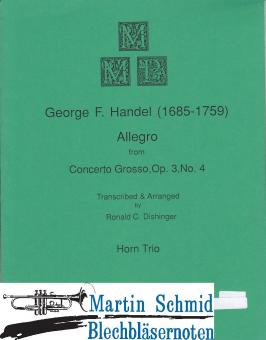 M
M M P
George F. Handel (1685-1759)
Allegro
from
Concerto Grosso,Op. 3,No. 4
Transcribed & Arranged
by
Ronald C. Dishinger
Horn Trio
Martin Schmid
Blechbläsernoten